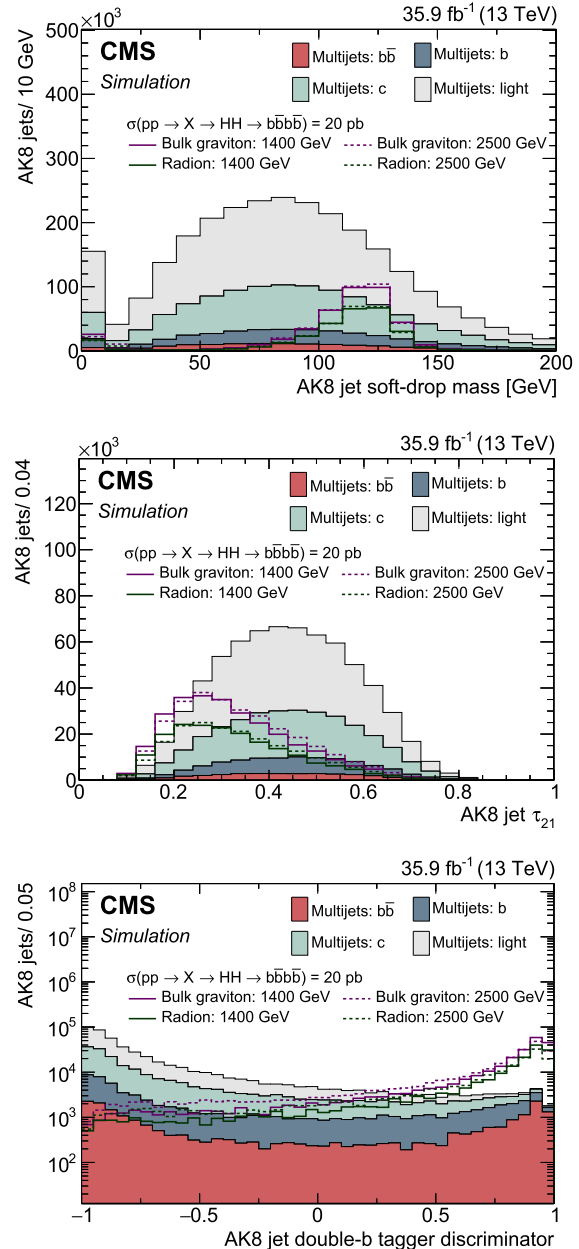 ×10³ 35.9 fb⁻¹ (13 TeV)
AK8 jets/ 10 GeV
500
400
300
200
100
0
CMS
Simulation
Multijets: bb̅ Multijets: b
Multijets: c Multijets: light
σ(pp → X → HH → bb̅bb̅) = 20 pb
Bulk graviton: 1400 GeV Bulk graviton: 2500 GeV
Radion: 1400 GeV Radion: 2500 GeV
0 50 100 150 200
AK8 jet soft-drop mass [GeV]
×10³ 35.9 fb⁻¹ (13 TeV)
AK8 jets/ 0.04
120
100
80
60
40
20
0
CMS
Simulation
Multijets: bb̅ Multijets: b
Multijets: c Multijets: light
σ(pp → X → HH → bb̅bb̅) = 20 pb
Bulk graviton: 1400 GeV Bulk graviton: 2500 GeV
Radion: 1400 GeV Radion: 2500 GeV
0 0.2 0.4 0.6 0.8 1
AK8 jet τ₂₁
35.9 fb⁻¹ (13 TeV)
AK8 jets/ 0.05
10⁸
10⁷
10⁶
10⁵
10⁴
10³
10²
CMS
Simulation
Multijets: bb̅ Multijets: b
Multijets: c Multijets: light
σ(pp → X → HH → bb̅bb̅) = 20 pb
Bulk graviton: 1400 GeV Bulk graviton: 2500 GeV
Radion: 1400 GeV Radion: 2500 GeV
−1 −0.5 0 0.5 1
AK8 jet double-b tagger discriminator